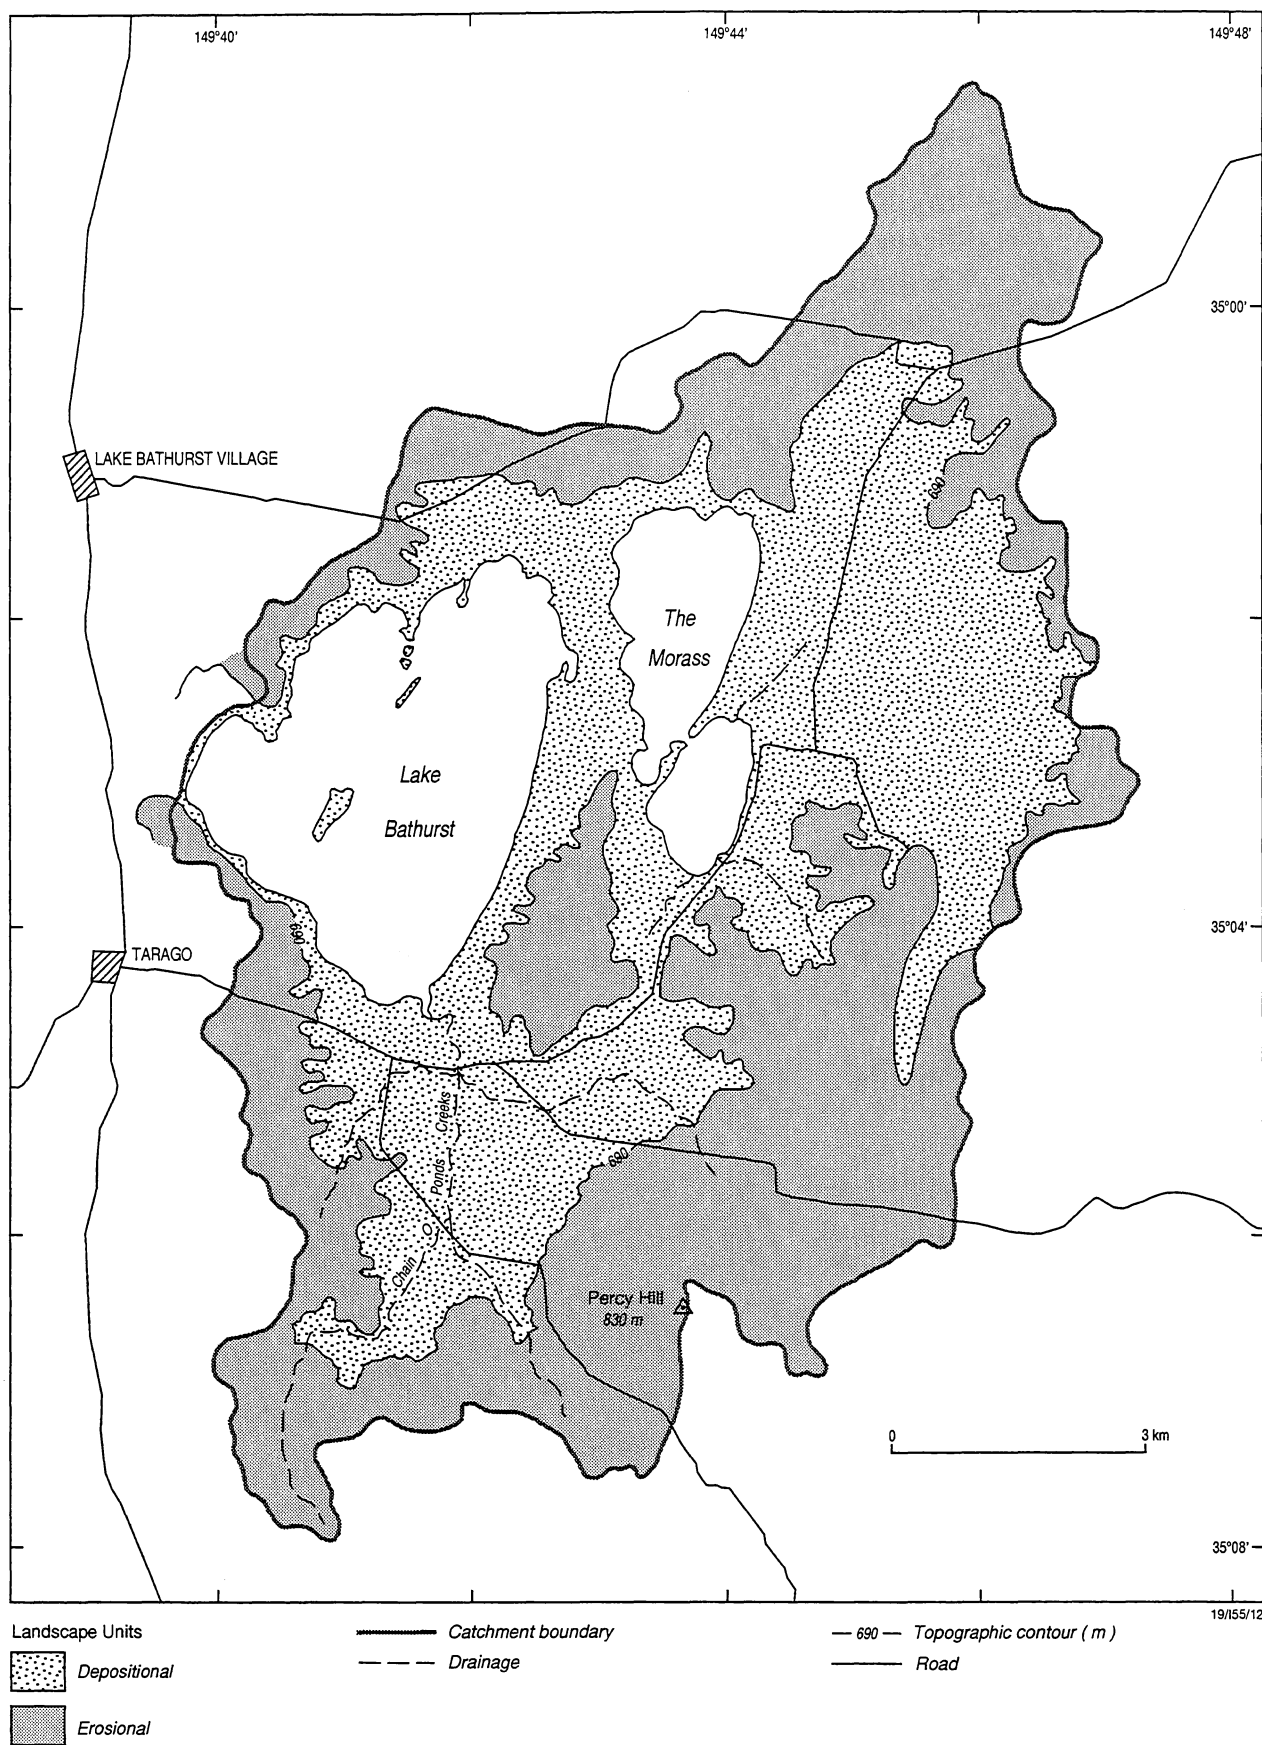 149°40'
149°44'
149°48'
35°00'
LAKE BATHURST VILLAGE
690
The
Morass
Lake
Bathurst
690
35°04'
TARAGO
Chain O Ponds Creeks
690
Percy Hill
830 m
0 3 km
35°08'
19/I55/12
Landscape Units
Depositional
Erosional
Catchment boundary
Drainage
690 Topographic contour ( m )
Road